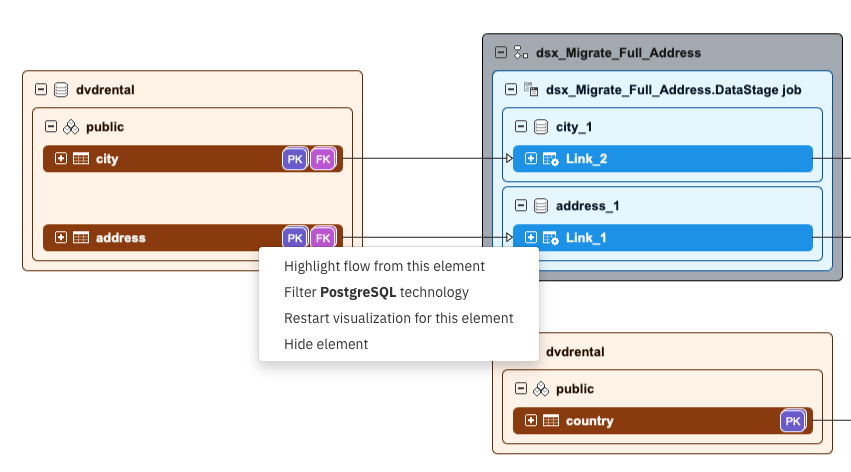 dsx_Migrate_Full_Address
dvdrental
dsx_Migrate_Full_Address.DataStage job
public
city_1
city PK FK
Link_2
address_1
address PK FK
Link_1
Highlight flow from this element
Filter PostgreSQL technology
Restart visualization for this element
Hide element
dvdrental
public
country PK